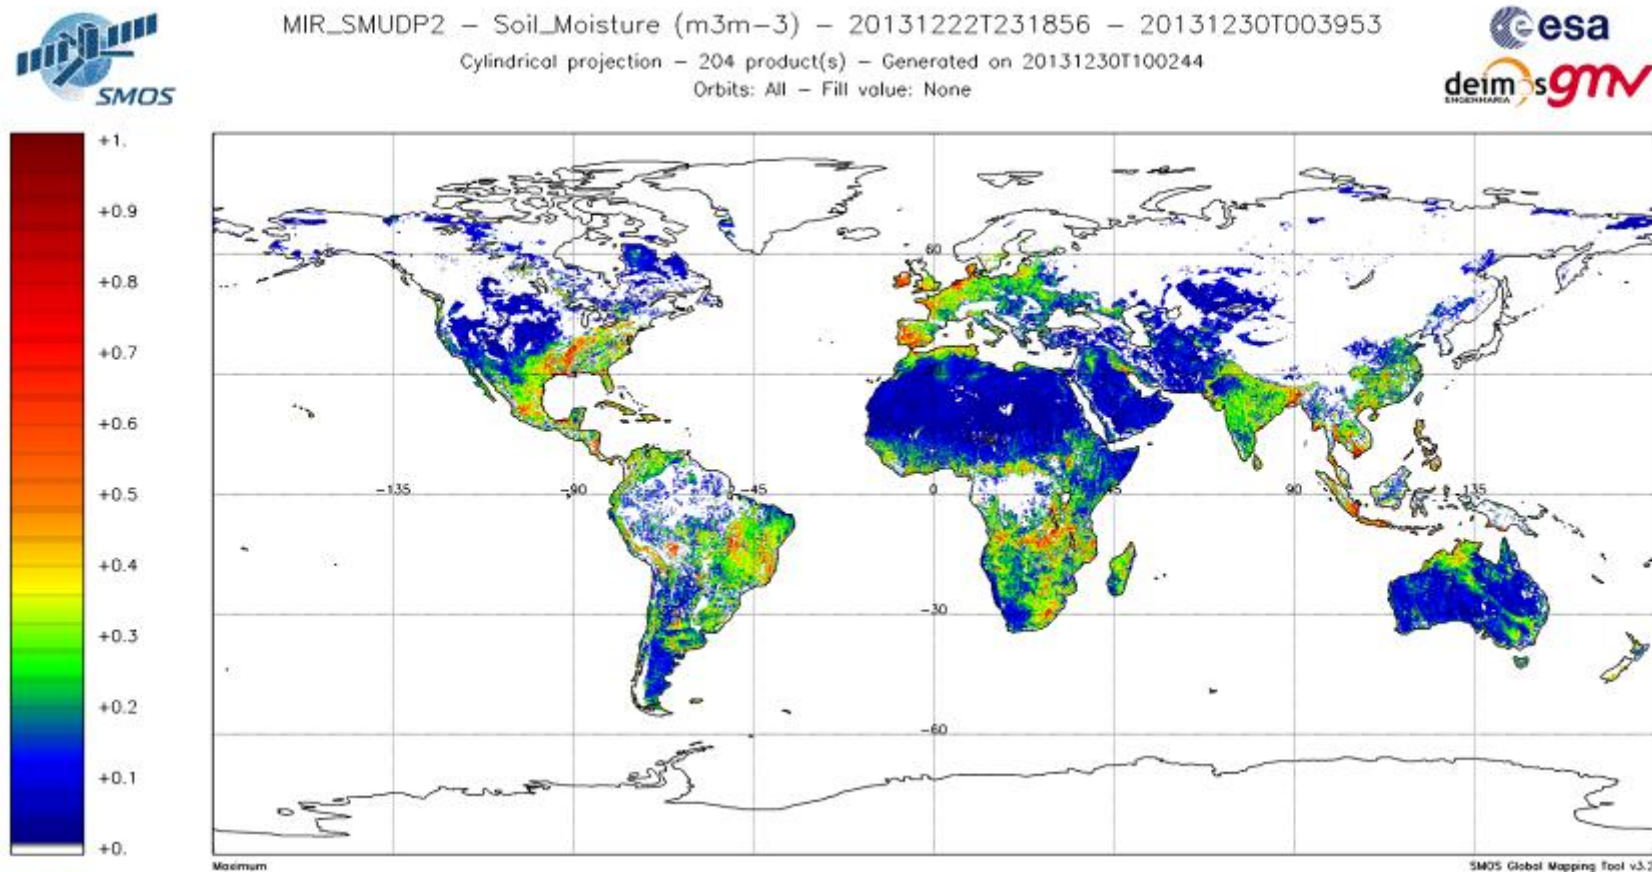 MIR_SMUDP2 - Soil_Moisture (m3m-3) - 20131222T231856 - 20131230T003953
Cylindrical projection - 204 product(s) - Generated on 20131230T100244
Orbits: All - Fill value: None
SMOS
esa
deimos
ENGENHARIA
gmv
+1.
+0.9
+0.8
+0.7
+0.6
+0.5
+0.4
+0.3
+0.2
+0.1
+0.
60
-135
-90
-45
0
45
90
135
-30
-60
Maximum
SMOS Global Mapping Tool